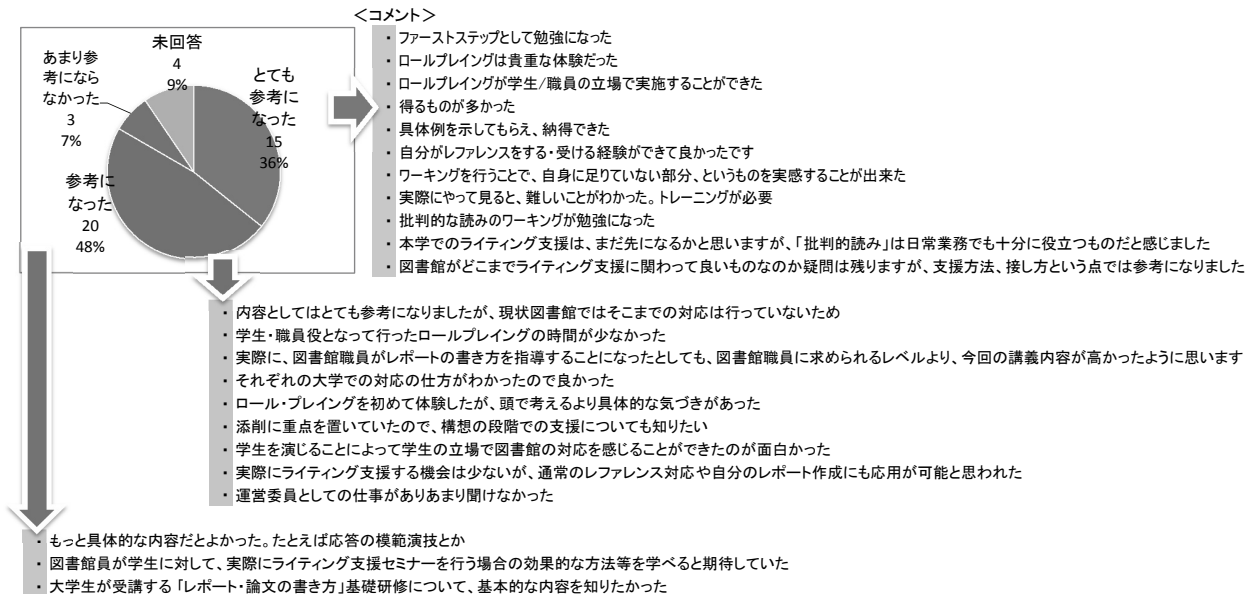 <コメント>
未回答
4
9%
あまり参
考になら
なかった
3
7%
とても
参考に
なった
15
36%
参考に
なった
20
48%
・ファーストステップとして勉強になった
・ロールプレイングは貴重な体験だった
・ロールプレイングが学生/職員の立場で実施することができた
・得るものが多かった
・具体例を示してもらえ、納得できた
・自分がレファレンスをする・受ける経験ができて良かったです
・ワーキングを行うことで、自身に足りていない部分、というものを実感することが出来た
・実際にやって見ると、難しいことがわかった。トレーニングが必要
・批判的な読みのワーキングが勉強になった
・本学でのライティング支援は、まだ先になるかと思いますが、「批判的読み」は日常業務でも十分に役立つものだと感じました
・図書館がどこまでライティング支援に関わって良いものなのか疑問は残りますが、支援方法、接し方という点では参考になりました
・内容としてはとても参考になりましたが、現状図書館ではそこまでの対応は行っていないため
・学生・職員役となって行ったロールプレイングの時間が少なかった
・実際に、図書館職員がレポートの書き方を指導することになったとしても、図書館職員に求められるレベルより、今回の講義内容が高かったように思います
・それぞれの大学での対応の仕方がわかったので良かった
・ロール・プレイングを初めて体験したが、頭で考えるより具体的な気づきがあった
・添削に重点を置いていたので、構想の段階での支援についても知りたい
・学生を演じることによって学生の立場で図書館の対応を感じることができたのが面白かった
・実際にライティング支援する機会は少ないが、通常のレファレンス対応や自分のレポート作成にも応用が可能と思われた
・運営委員としての仕事がありあまり聞けなかった
・もっと具体的な内容だとよかった。たとえば応答の模範演技とか
・図書館員が学生に対して、実際にライティング支援セミナーを行う場合の効果的な方法等を学べると期待していた
・大学生が受講する「レポート・論文の書き方」基礎研修について、基本的な内容を知りたかった